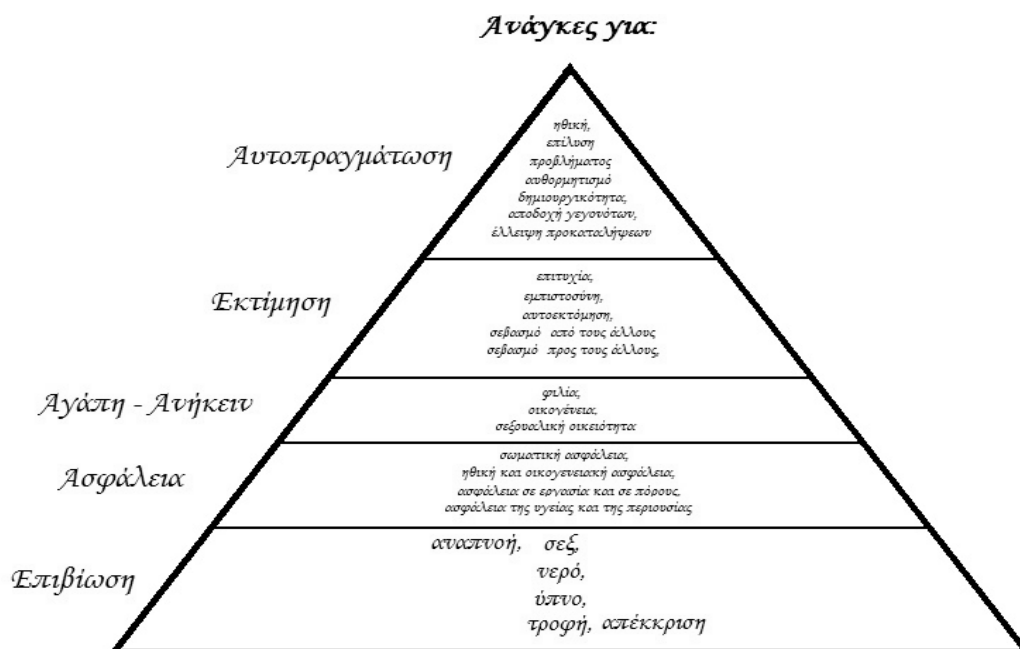 Ανάγκες για:
Αυτοπραγμάτωση
ηθική,
επίλυση
προβλήματος
αυθορμητισμό
δημιουργικότητα,
αποδοχή γεγονότων,
έλλειψη προκαταλήψεων
Εκτίμηση
επιτυχία,
εμπιστοσύνη,
αυτοεκτόμηση,
σεβασμό από τους άλλους
σεβασμό προς τους άλλους,
Αγάπη - Ανήκειν
φιλία,
οικογένεια,
σεξουαλική οικειότητα
Ασφάλεια
σωματική ασφάλεια,
ηθική και οικογενειακή ασφάλεια,
ασφάλεια σε εργασία και σε πόρους,
ασφάλεια της υγείας και της περιουσίας
Επιβίωση
αναπνοή, σεξ,
νερό,
ύπνο,
τροφή, απέκκριση